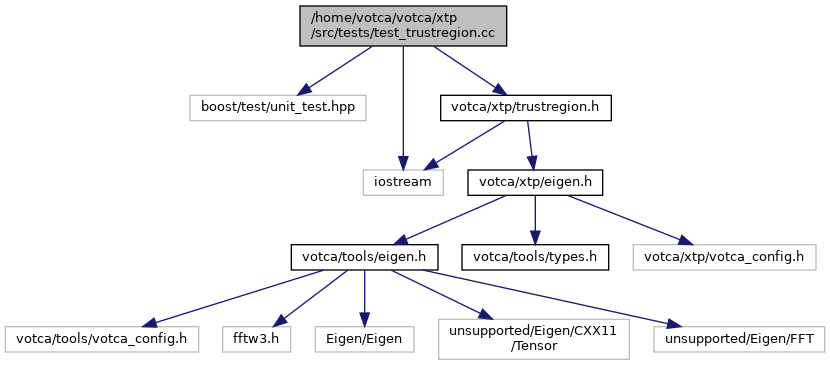 /home/votca/votca/xtp
/src/tests/test_trustregion.cc
boost/test/unit_test.hpp
votca/xtp/trustregion.h
iostream
votca/xtp/eigen.h
votca/tools/eigen.h
votca/tools/types.h
votca/xtp/votca_config.h
votca/tools/votca_config.h
fftw3.h
Eigen/Eigen
unsupported/Eigen/CXX11
/Tensor
unsupported/Eigen/FFT